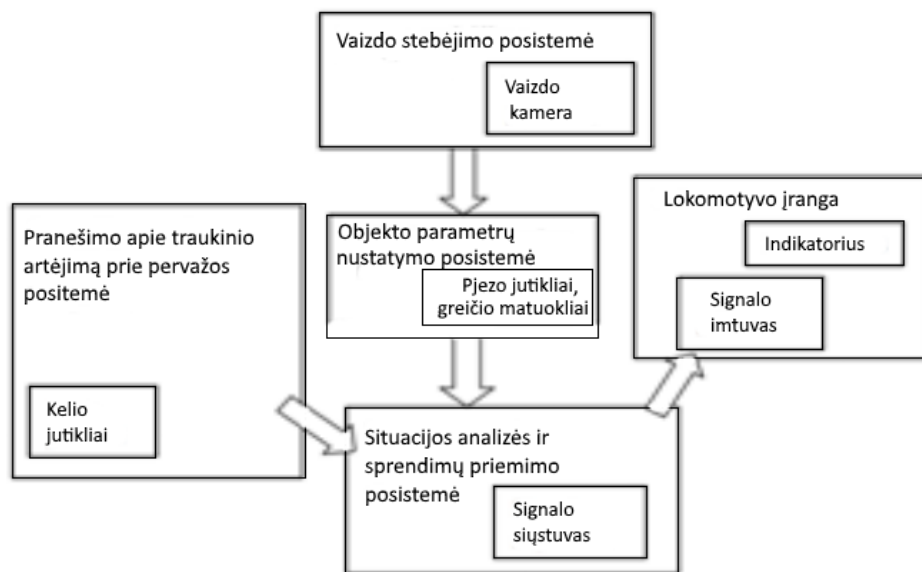 Vaizdo stebėjimo posistemė
Vaizdo
kamera
Pranešimo apie traukinio
artėjimą prie pervažos
positemė
Kelio
jutikliai
Objekto parametrų
nustatymo posistemė
Pjezo jutikliai,
greičio matuokliai
Lokomotyvo įranga
Indikatorius
Signalo
imtuvas
Situacijos analizės ir
sprendimų priemimo
posistemė
Signalo
siųstuvas